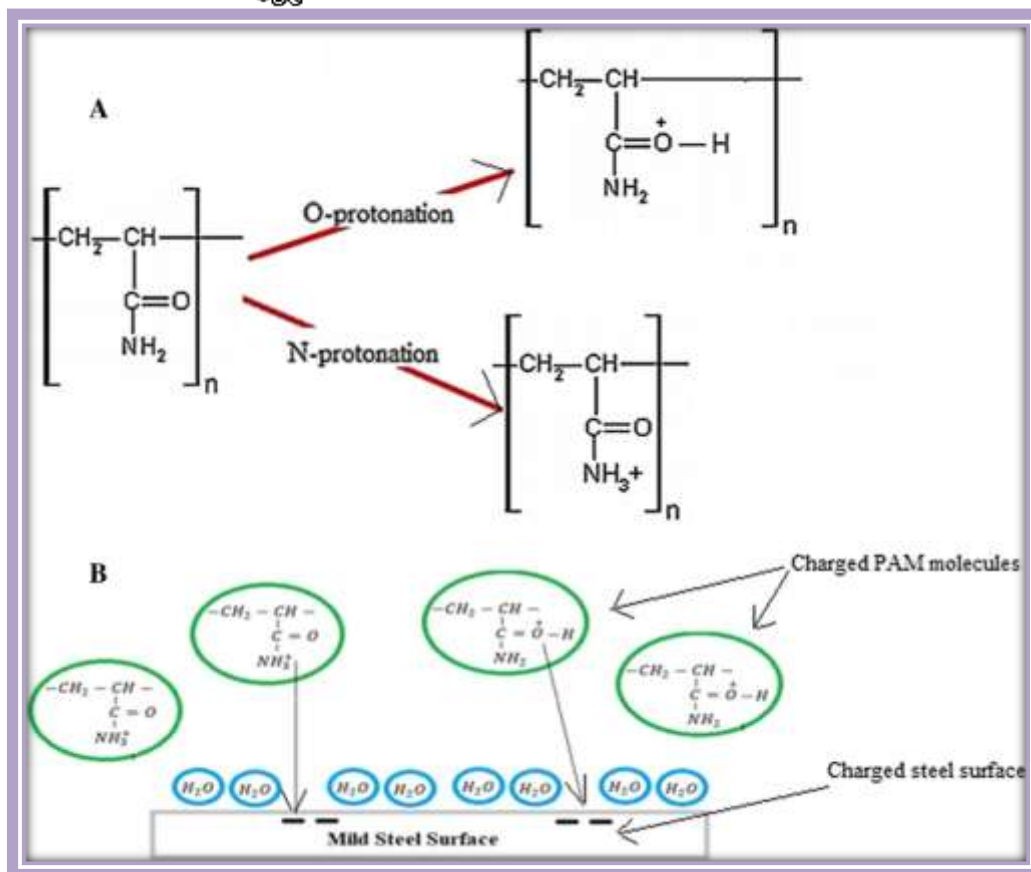 A
CH₂—CH
C=O⁺—H
NH₂
n
O-protonation
CH₂—CH
C=O
NH₂
n
N-protonation
CH₂—CH
C=O
NH₃+
n
B
Charged PAM molecules
−CH₂ − CH −
C = O
NH₃⁺
−CH₂ − CH −
C = O⁺ − H
NH₂
−CH₂ − CH −
C = O
NH₃⁺
−CH₂ − CH −
C = O⁺ − H
NH₂
Charged steel surface
H₂O H₂O H₂O H₂O H₂O H₂O H₂O H₂O
Mild Steel Surface